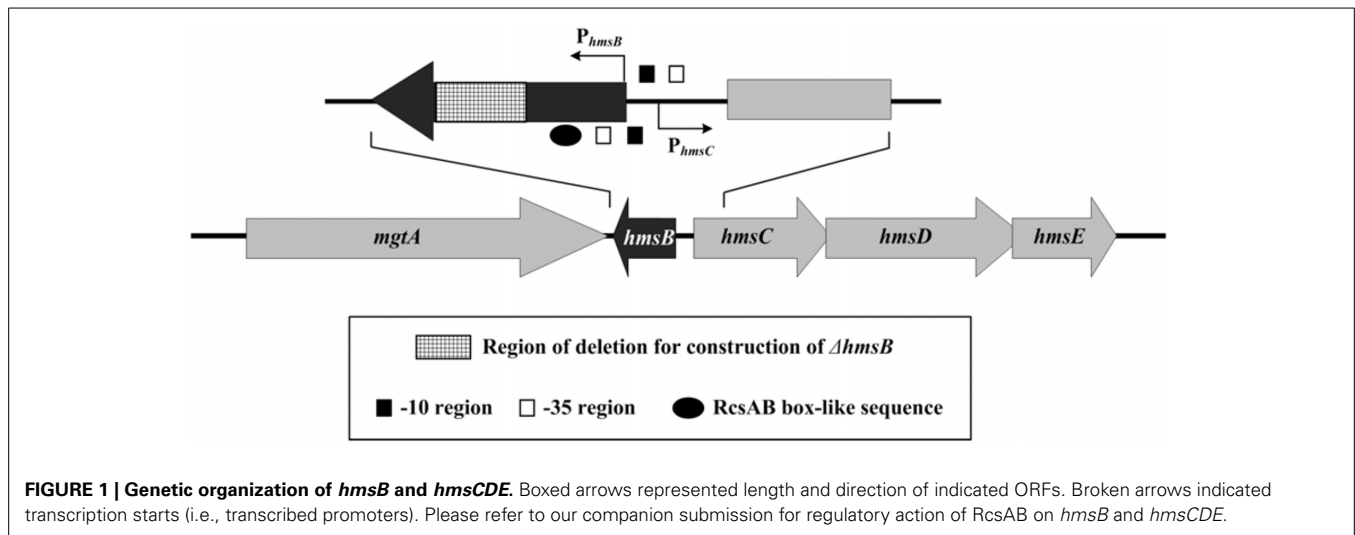 P hmsB
P hmsC
mgtA
hmsB
hmsC
hmsD
hmsE
Region of deletion for construction of ΔhmsB
-10 region
-35 region
RcsAB box-like sequence
FIGURE 1 | Genetic organization of hmsB and hmsCDE. Boxed arrows represented length and direction of indicated ORFs. Broken arrows indicated
transcription starts (i.e., transcribed promoters). Please refer to our companion submission for regulatory action of RcsAB on hmsB and hmsCDE.